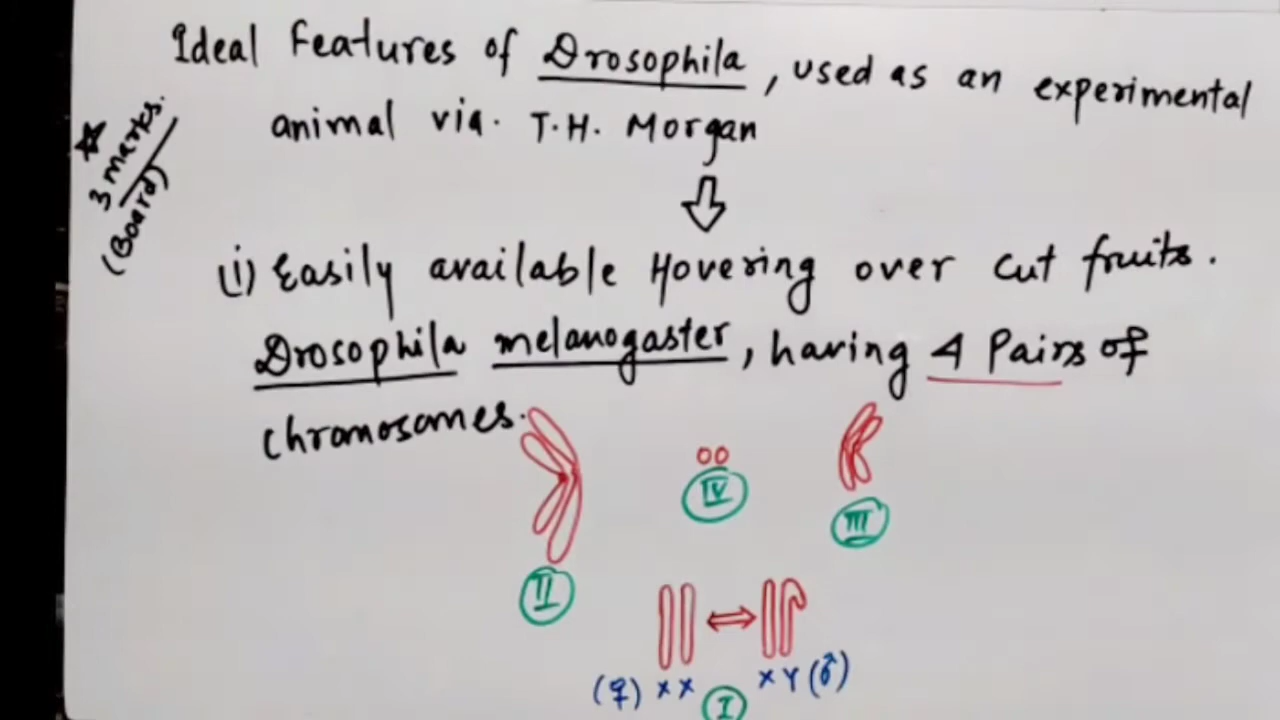 Ideal Features of Drosophila, used as an experimental
animal via. T.H. Morgan
☆
3 marks.
(Board)
(i) Easily available Hovering over cut fruits.
Drosophila melanogaster, having 4 Pairs of
chromosomes.
IV
III
II
(♀) XX XY (♂)
I